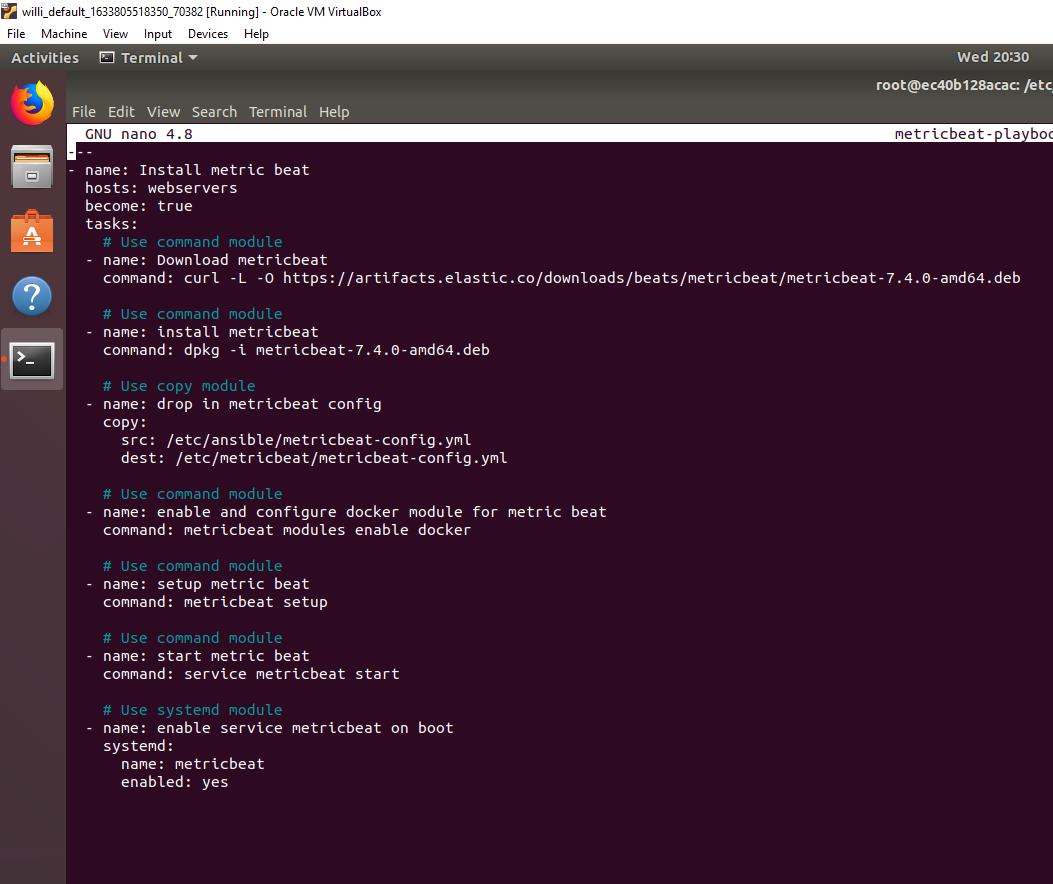 willi_default_1633805518350_70382 [Running] - Oracle VM VirtualBox
File Machine View Input Devices Help
Activities Terminal Wed 20:30
root@ec40b128acac: /etc/
File Edit View Search Terminal Help
GNU nano 4.8 metricbeat-playboo
---
- name: Install metric beat
  hosts: webservers
  become: true
  tasks:
    # Use command module
  - name: Download metricbeat
    command: curl -L -O https://artifacts.elastic.co/downloads/beats/metricbeat/metricbeat-7.4.0-amd64.deb
    # Use command module
  - name: install metricbeat
    command: dpkg -i metricbeat-7.4.0-amd64.deb
    # Use copy module
  - name: drop in metricbeat config
    copy:
      src: /etc/ansible/metricbeat-config.yml
      dest: /etc/metricbeat/metricbeat-config.yml
    # Use command module
  - name: enable and configure docker module for metric beat
    command: metricbeat modules enable docker
    # Use command module
  - name: setup metric beat
    command: metricbeat setup
    # Use command module
  - name: start metric beat
    command: service metricbeat start
    # Use systemd module
  - name: enable service metricbeat on boot
    systemd:
      name: metricbeat
      enabled: yes